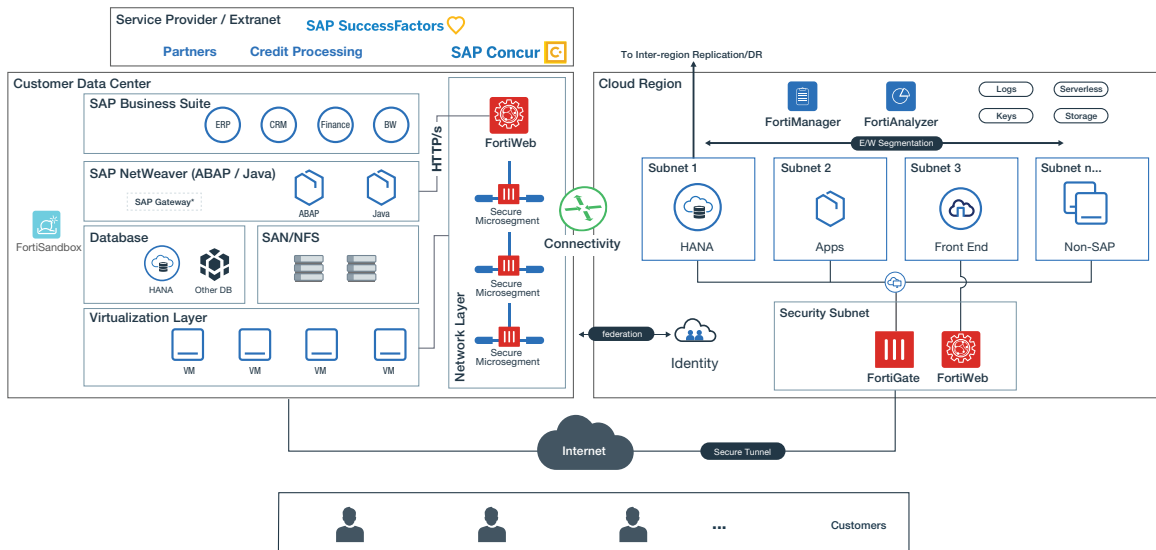 Service Provider / Extranet
SAP SuccessFactors
Partners
Credit Processing
SAP Concur
Customer Data Center
SAP Business Suite
ERP
CRM
Finance
BW
SAP NetWeaver (ABAP / Java)
SAP Gateway*
ABAP
Java
HTTP/s
FortiWeb
FortiSandbox
Database
HANA
Other DB
SAN/NFS
Virtualization Layer
VM
VM
VM
VM
Network Layer
Secure
Microsegment
Secure
Microsegment
Secure
Microsegment
Connectivity
federation
Identity
To Inter-region Replication/DR
Cloud Region
FortiManager
FortiAnalyzer
Logs
Serverless
Keys
Storage
E/W Segmentation
Subnet 1
HANA
Subnet 2
Apps
Subnet 3
Front End
Subnet n...
Non-SAP
Security Subnet
FortiGate
FortiWeb
Internet
Secure Tunnel
...
Customers